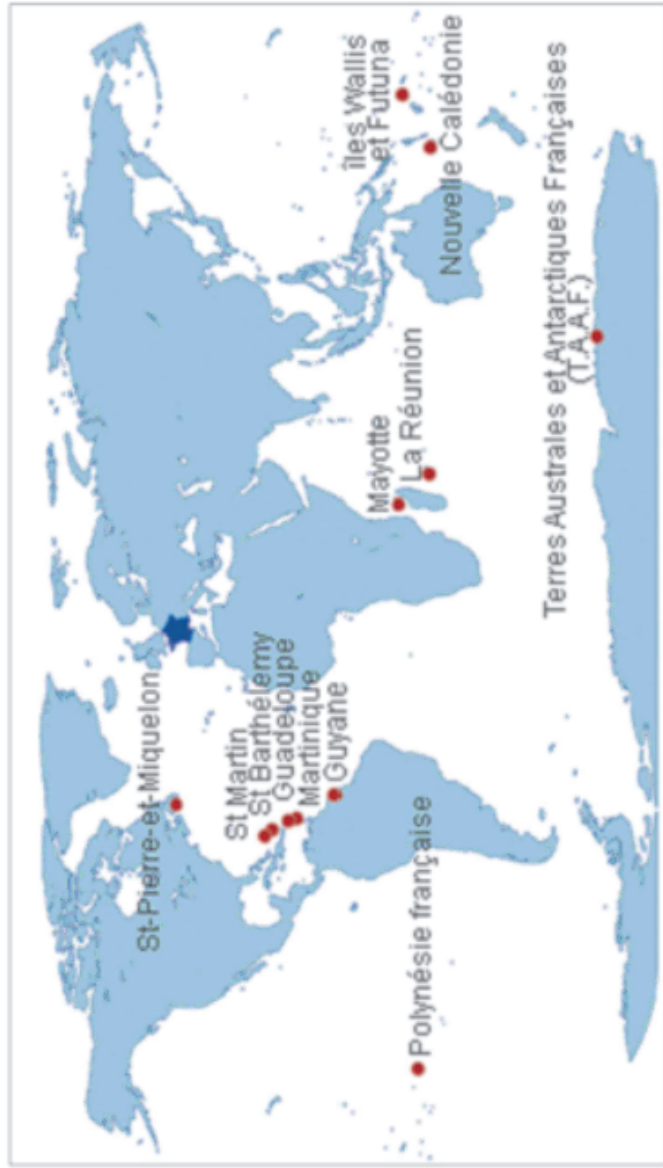 St-Pierre-et-Miquelon
St Martin
St Barthélemy
Guadeloupe
Martinique
Guyane
Polynésie française
Mayotte
La Réunion
Îles Wallis
et Futuna
Nouvelle Calédonie
Terres Australes et Antarctiques Françaises
(T.A.A.F.)